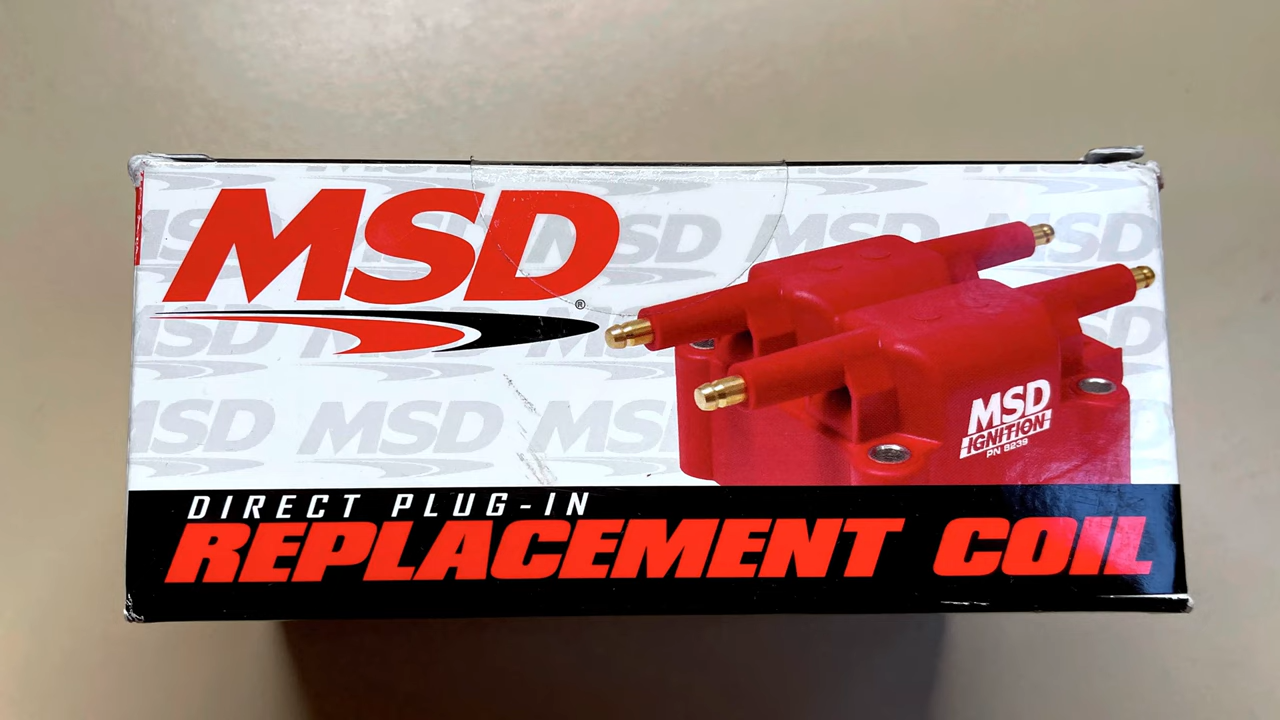 MSD
®
MSD
IGNITION
PN 8239
DIRECT PLUG-IN
REPLACEMENT COIL